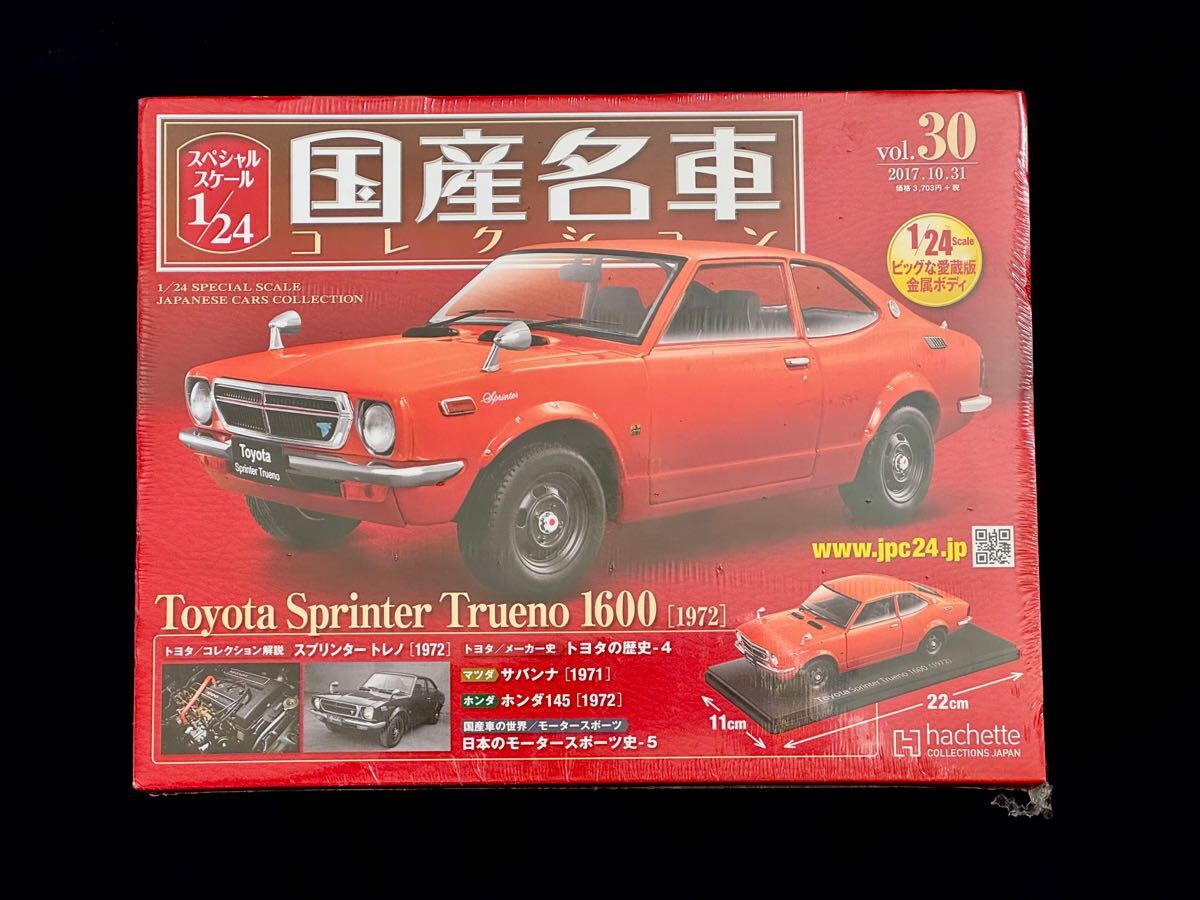 スペシャル
スケール
1/24
国産名車
コレクション
1/24 SPECIAL SCALE
JAPANESE CARS COLLECTION
vol.30
2017.10.31
価格 3,703円+税
1/24 Scale
ビッグな愛蔵版
金属ボディ
Sprinter
Toyota
Sprinter Trueno
www.jpc24.jp
Toyota Sprinter Trueno 1600 [1972]
トヨタ/コレクション解説 スプリンター トレノ [1972]
トヨタ/メーカー史 トヨタの歴史-4
マツダ サバンナ [1971]
ホンダ ホンダ145 [1972]
国産車の世界/モータースポーツ
日本のモータースポーツ史-5
Toyota Sprinter Trueno 1600 (1972)
11cm
22cm
hachette
COLLECTIONS JAPAN